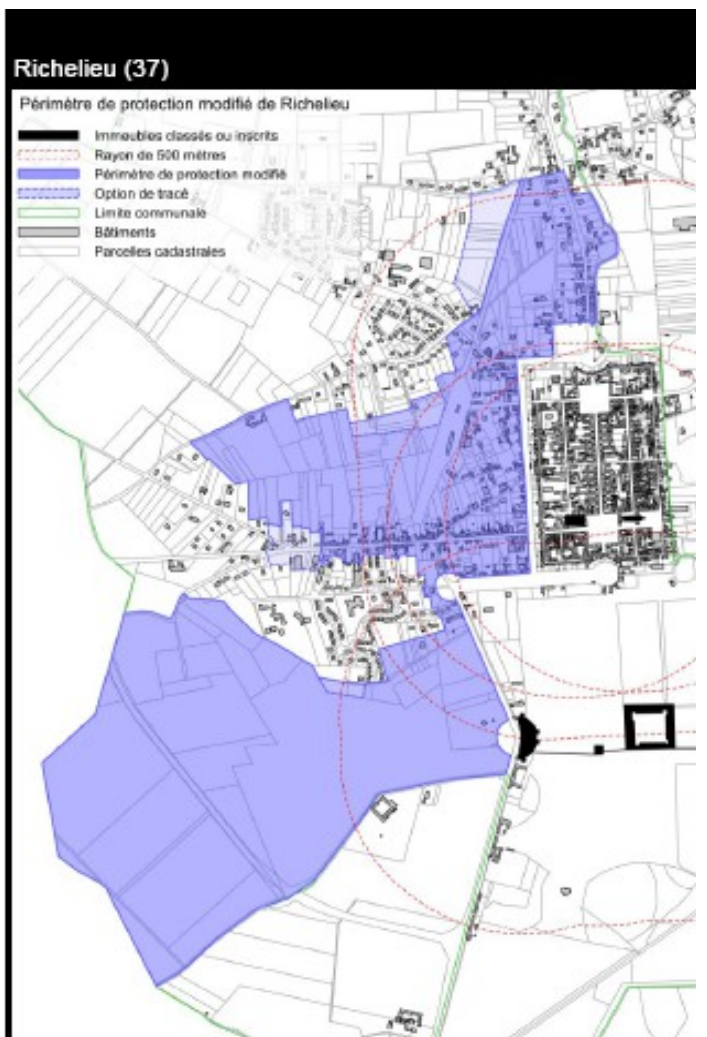 Richelieu (37)
Périmètre de protection modifié de Richelieu
Immeubles classés ou inscrits
Rayon de 500 mètres
Périmètre de protection modifié
Option de tracé
Limite communale
Bâtiments
Parcelles cadastrales